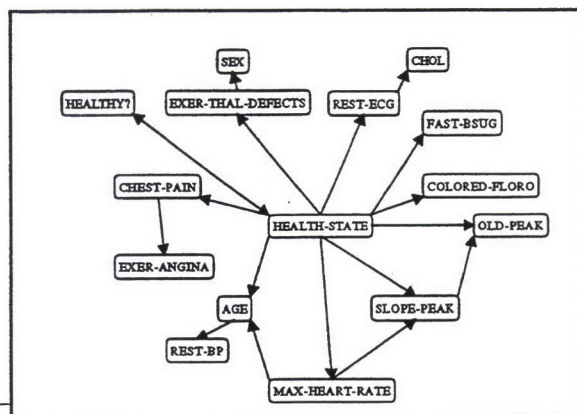 SEX
CHOL
HEALTHY?
EXER-THAL-DEFECTS
REST-ECG
FAST-BSUG
CHEST-PAIN
COLORED-FLORO
HEALTH-STATE
OLD-PEAK
EXER-ANGINA
AGE
SLOPE-PEAK
REST-BP
MAX-HEART-RATE